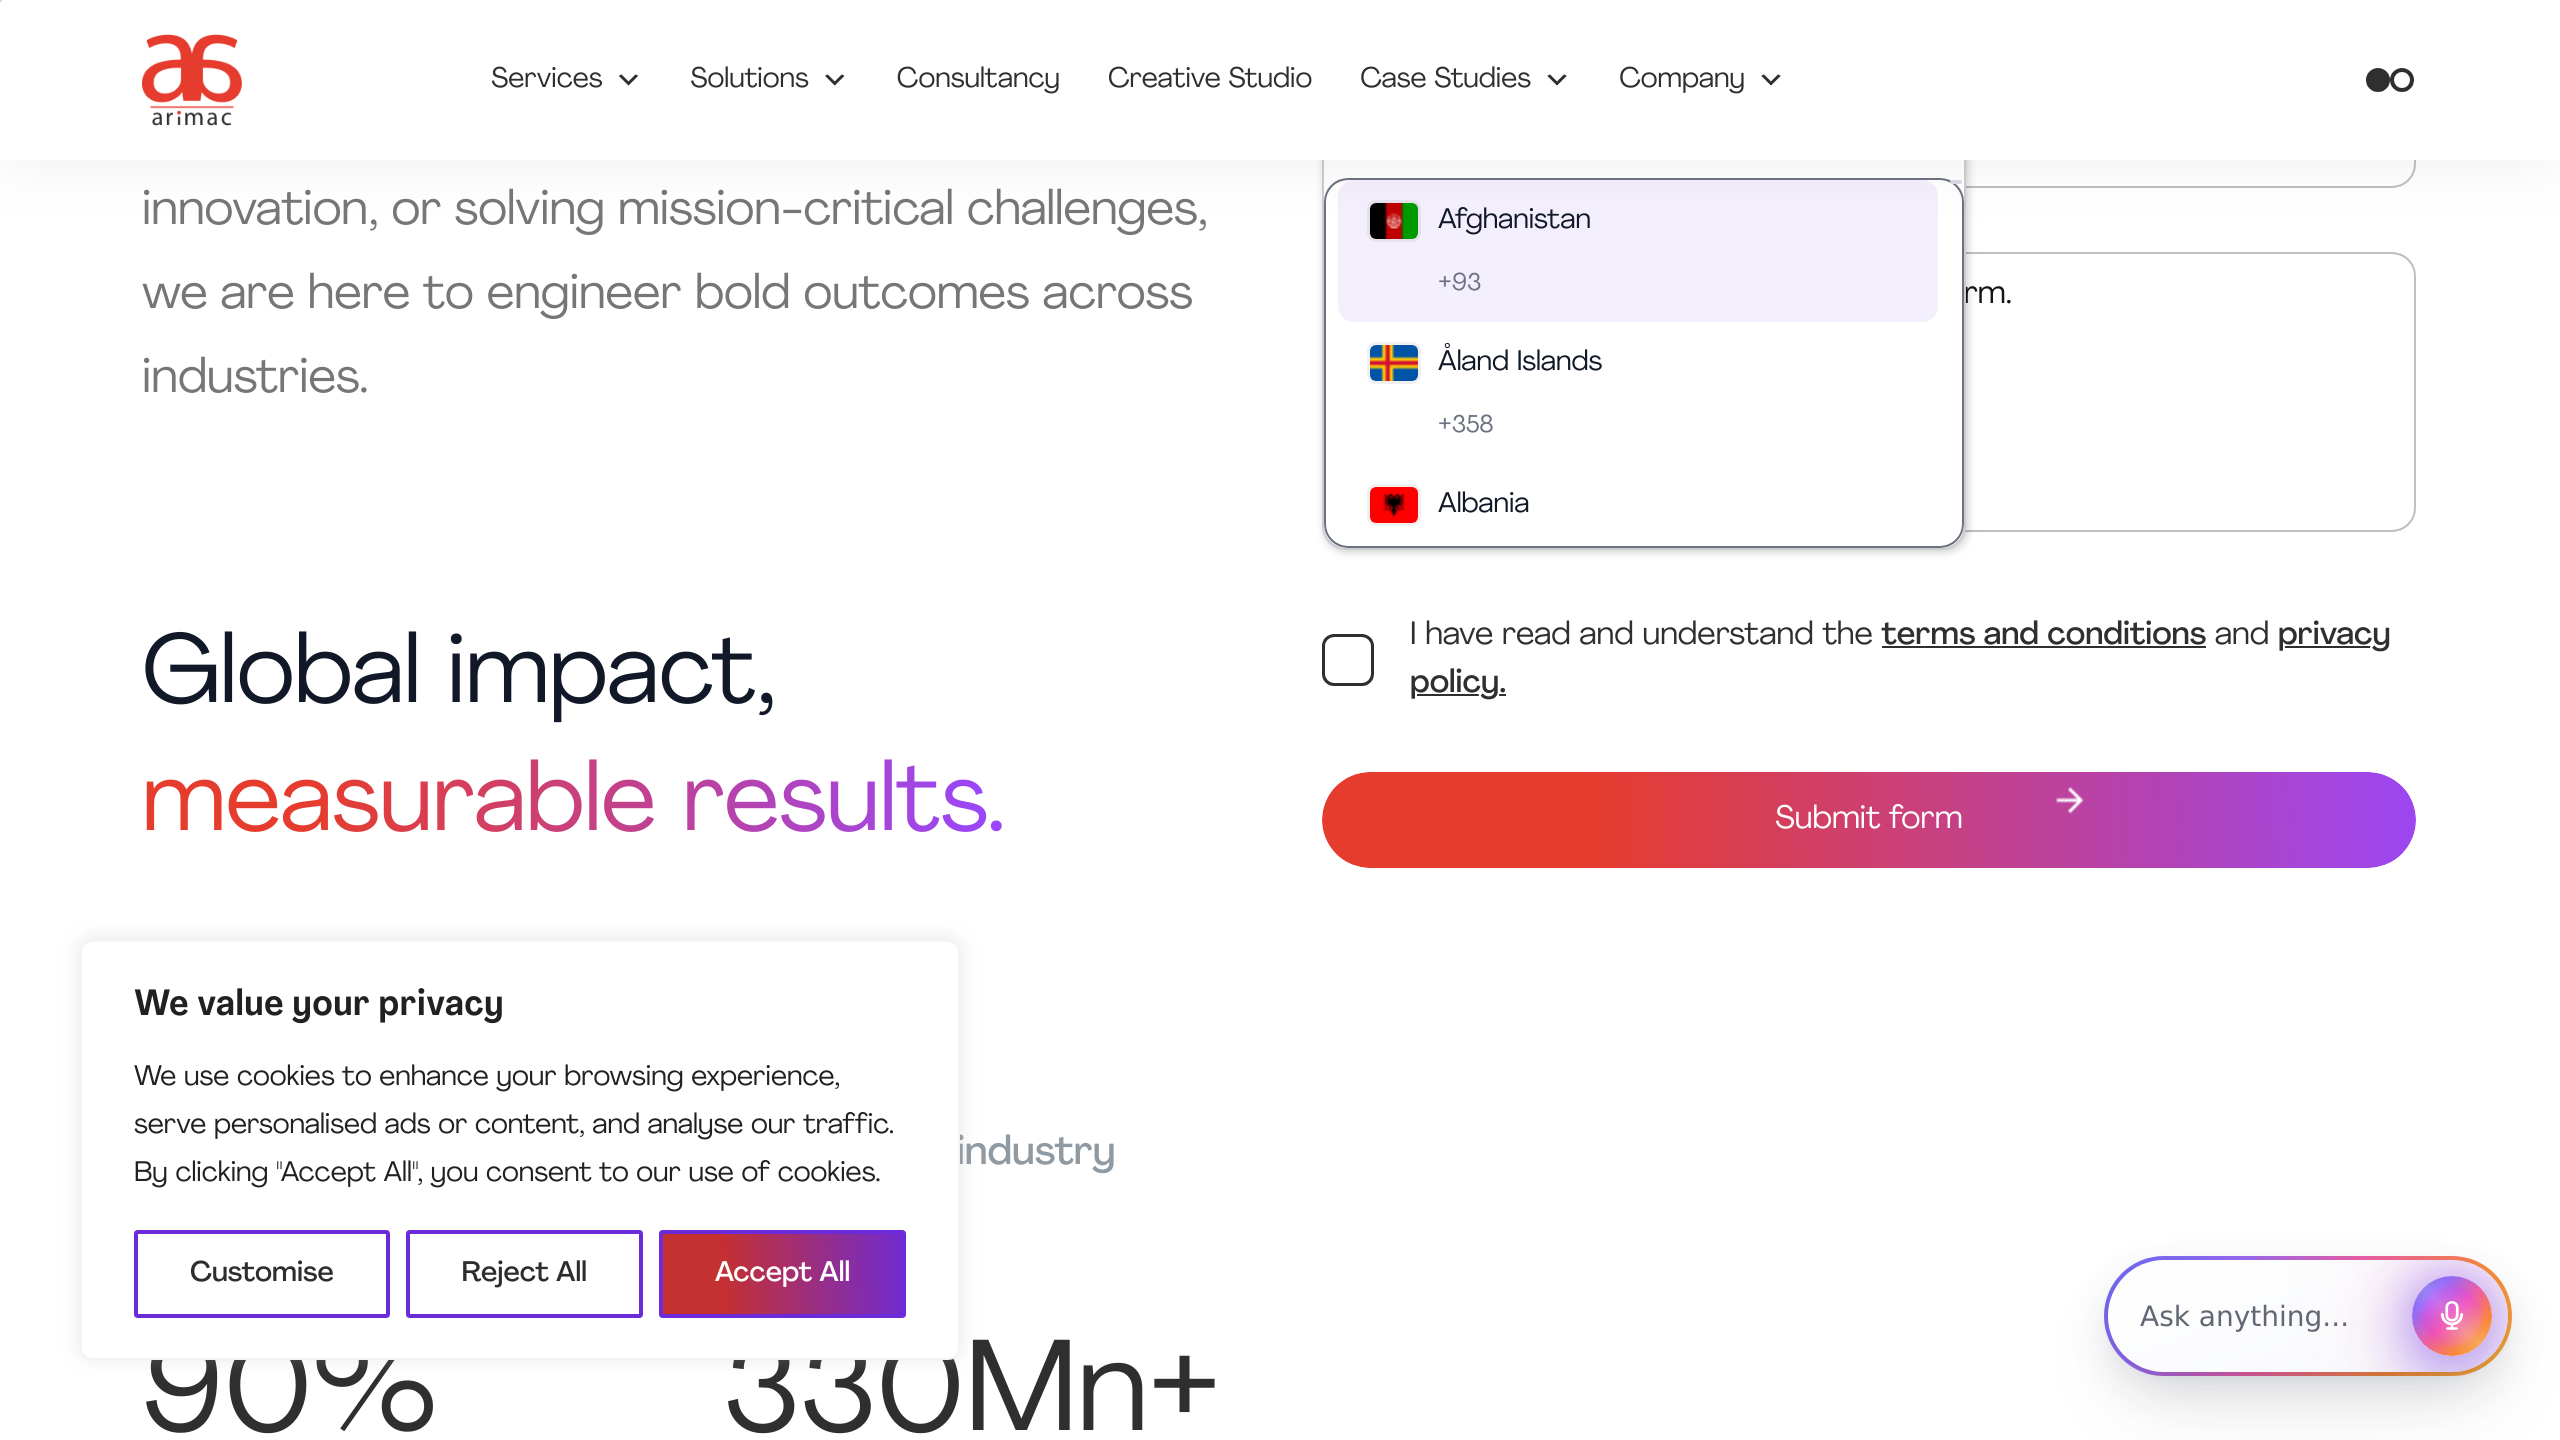 arimac
Services
Solutions
Consultancy
Creative Studio
Case Studies
Company
innovation, or solving mission-critical challenges,
we are here to engineer bold outcomes across
industries.
Afghanistan
+93
Åland Islands
+358
Albania
rm.
I have read and understand the terms and conditions and privacy
policy.
Submit form
Global impact,
measurable results.
We value your privacy
We use cookies to enhance your browsing experience,
serve personalised ads or content, and analyse our traffic.
By clicking "Accept All", you consent to our use of cookies.
Customise
Reject All
Accept All
industry
90%
330Mn+
Ask anything...